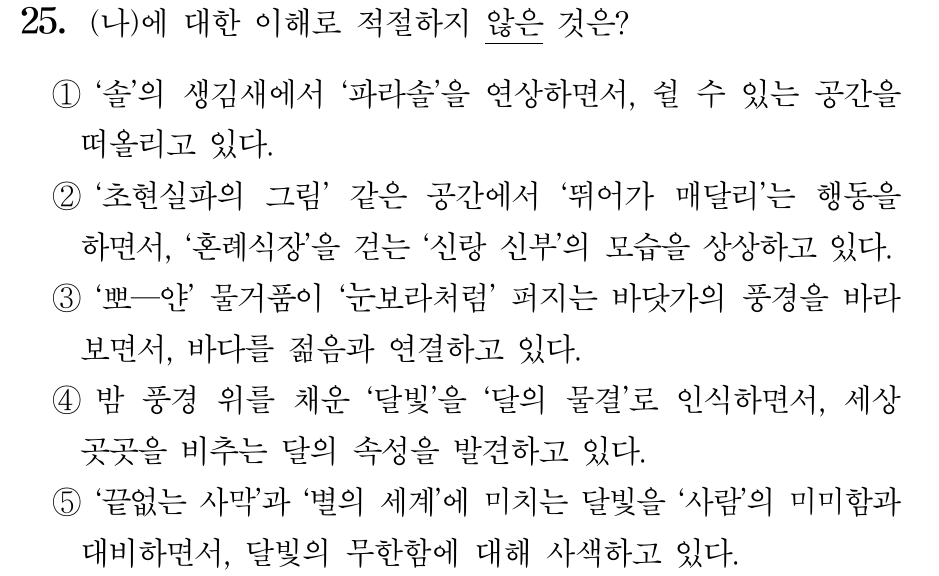 25. (나)에 대한 이해로 적절하지 않은 것은?
① ‘솔’의 생김새에서 ‘파라솔’을 연상하면서, 쉴 수 있는 공간을
떠올리고 있다.
② ‘초현실파의 그림’ 같은 공간에서 ‘뛰어가 매달리’는 행동을
하면서, ‘혼례식장’을 걷는 ‘신랑 신부’의 모습을 상상하고 있다.
③ ‘뽀―얀’ 물거품이 ‘눈보라처럼’ 퍼지는 바닷가의 풍경을 바라
보면서, 바다를 젊음과 연결하고 있다.
④ 밤 풍경 위를 채운 ‘달빛’을 ‘달의 물결’로 인식하면서, 세상
곳곳을 비추는 달의 속성을 발견하고 있다.
⑤ ‘끝없는 사막’과 ‘별의 세계’에 미치는 달빛을 ‘사람’의 미미함과
대비하면서, 달빛의 무한함에 대해 사색하고 있다.